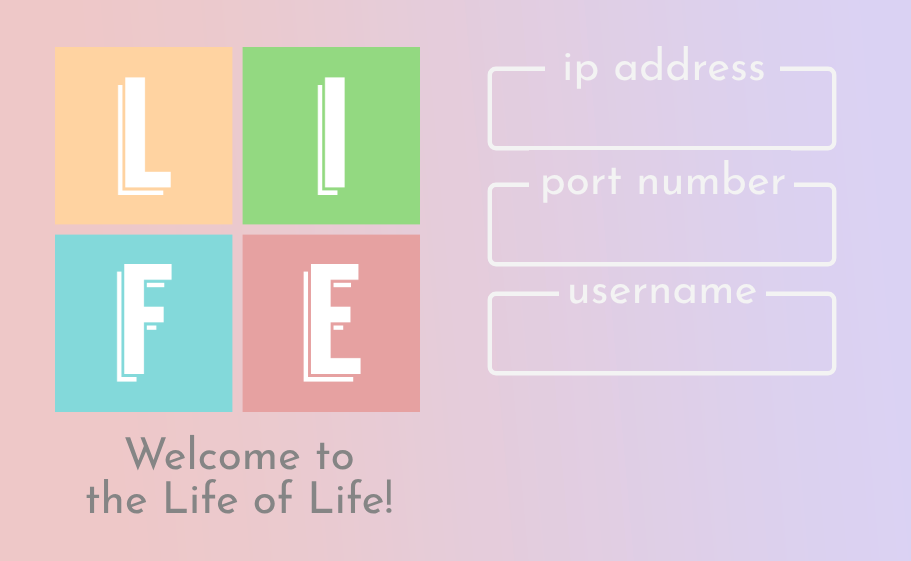 L I
F E
Welcome to
the Life of Life!
ip address
port number
username